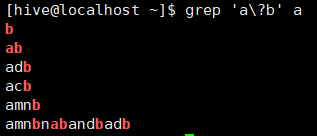 [hive@localhost ~]$ grep 'a\?b' a
b
ab
adb
acb
amnb
amnbnabandbadb